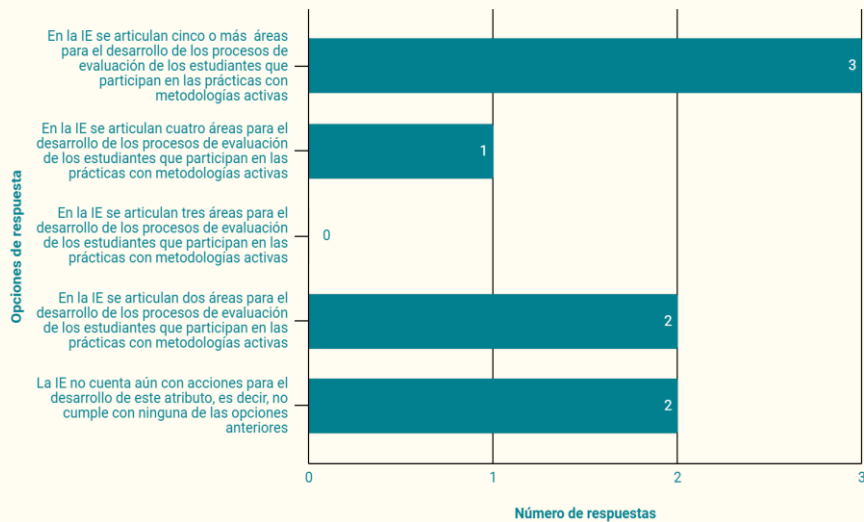 En la IE se articulan cinco o más áreas
para el desarrollo de los procesos de
evaluación de los estudiantes que
participan en las prácticas con
metodologías activas
3
En la IE se articulan cuatro áreas para el
desarrollo de los procesos de evaluación
de los estudiantes que participan en las
prácticas con metodologías activas
1
En la IE se articulan tres áreas para el
desarrollo de los procesos de evaluación
de los estudiantes que participan en las
prácticas con metodologías activas
0
En la IE se articulan dos áreas para el
desarrollo de los procesos de evaluación
de los estudiantes que participan en las
prácticas con metodologías activas
2
La IE no cuenta aún con acciones para el
desarrollo de este atributo, es decir, no
cumple con ninguna de las opciones
anteriores
2
Opciones de respuesta
0 1 2 3
Número de respuestas